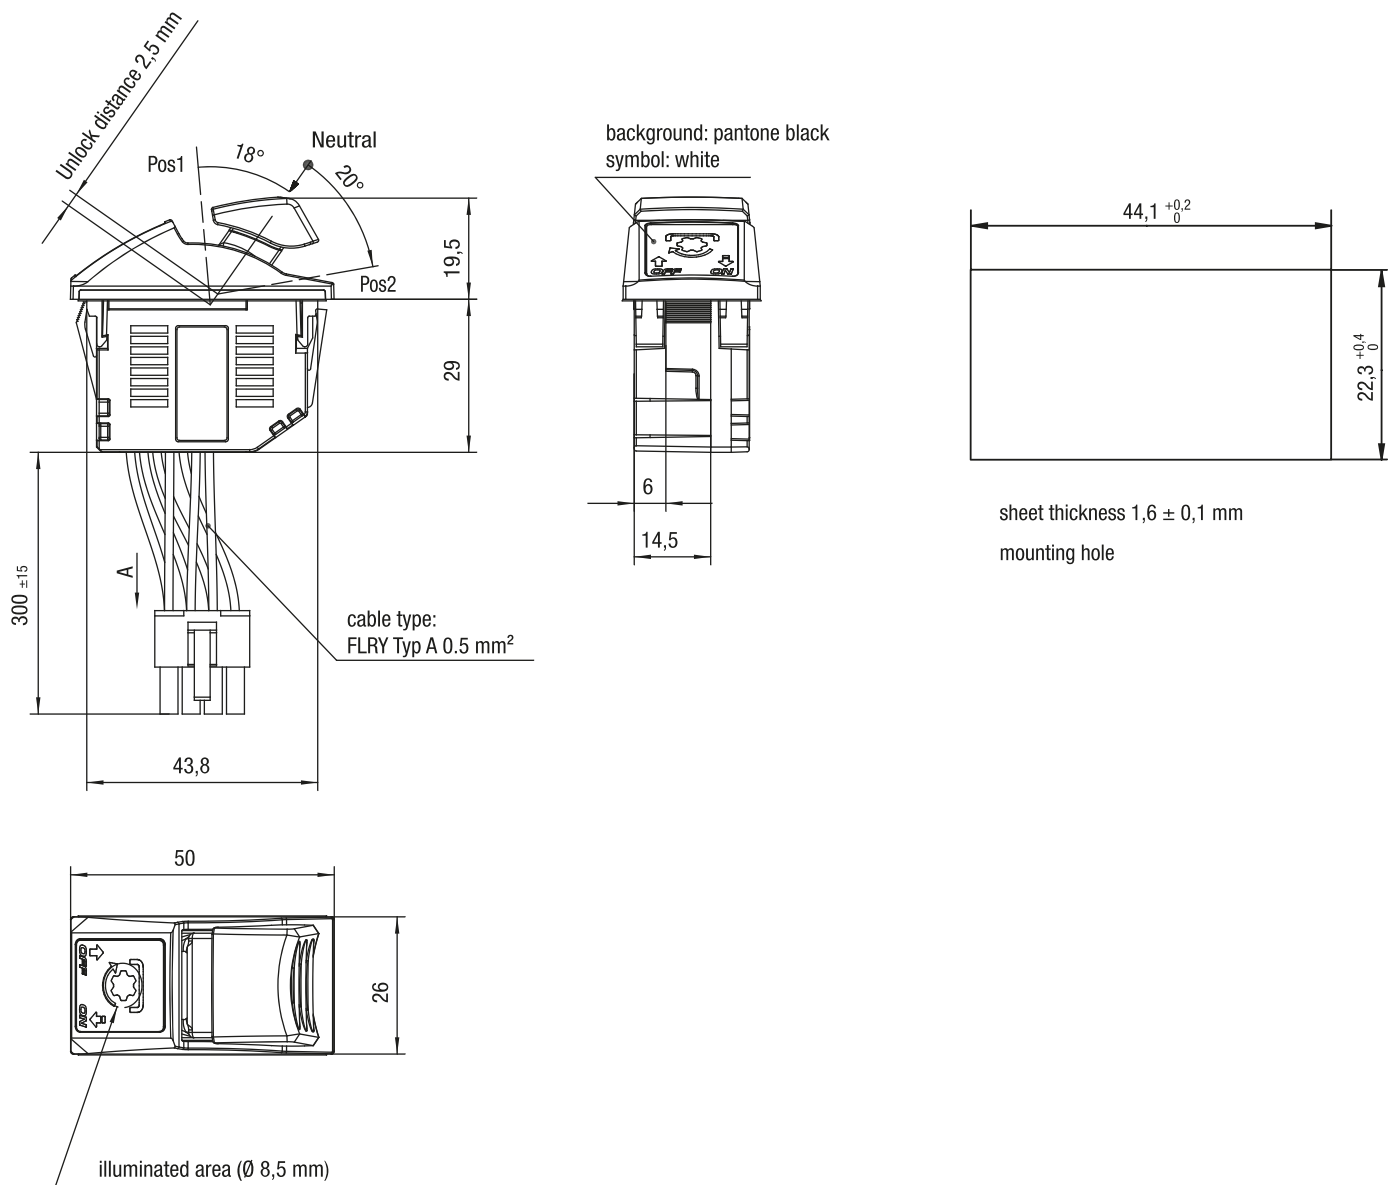 Unlock distance 2,5 mm
Pos1
18°
Neutral
20°
Pos2
19,5
29
300 ±15
A
cable type:
FLRY Typ A 0.5 mm²
43,8
background: pantone black
symbol: white
OFF
ON
6
14,5
44,1 +0,2 0
22,3 +0,4 0
sheet thickness 1,6 ± 0,1 mm
mounting hole
50
OFF
ON
26
illuminated area (Ø 8,5 mm)